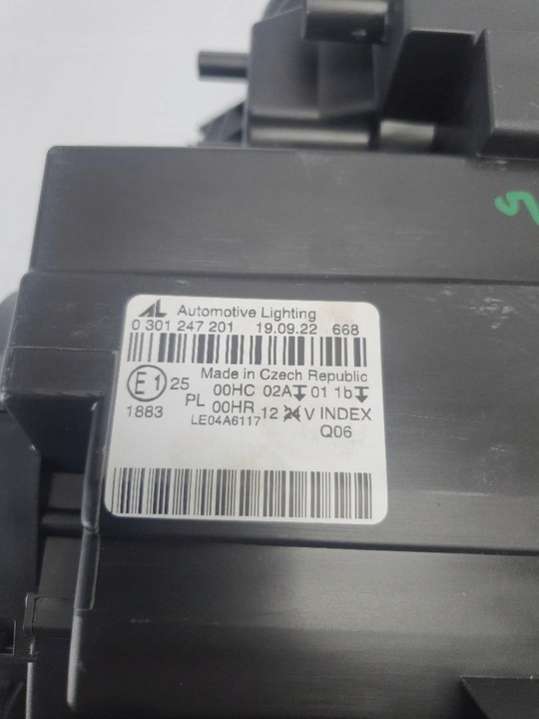 AL Automotive Lighting
0 301 247 201 19.09.22 668
Made in Czech Republic
E1 25 00HC 02A 01 1b
PL 00HR 12 24 V INDEX
1883 LE04A6117 Q06